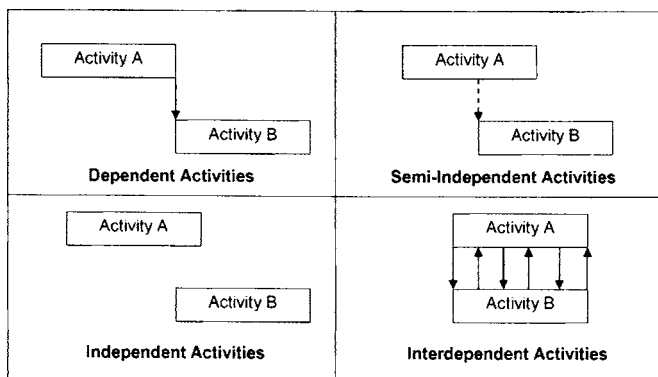 Activity A
Activity B
Dependent Activities
Activity A
Activity B
Semi-Independent Activities
Activity A
Activity B
Independent Activities
Activity A
Activity B
Interdependent Activities